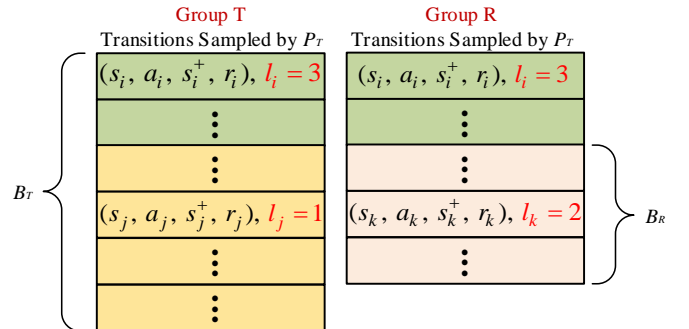 Group T
Transitions Sampled by P_T
Group R
Transitions Sampled by P_T
(s_i, a_i, s_i^+, r_i), l_i = 3
⋮
⋮
(s_j, a_j, s_j^+, r_j), l_j = 1
⋮
⋮
B_T
(s_i, a_i, s_i^+, r_i), l_i = 3
⋮
⋮
(s_k, a_k, s_k^+, r_k), l_k = 2
⋮
B_R